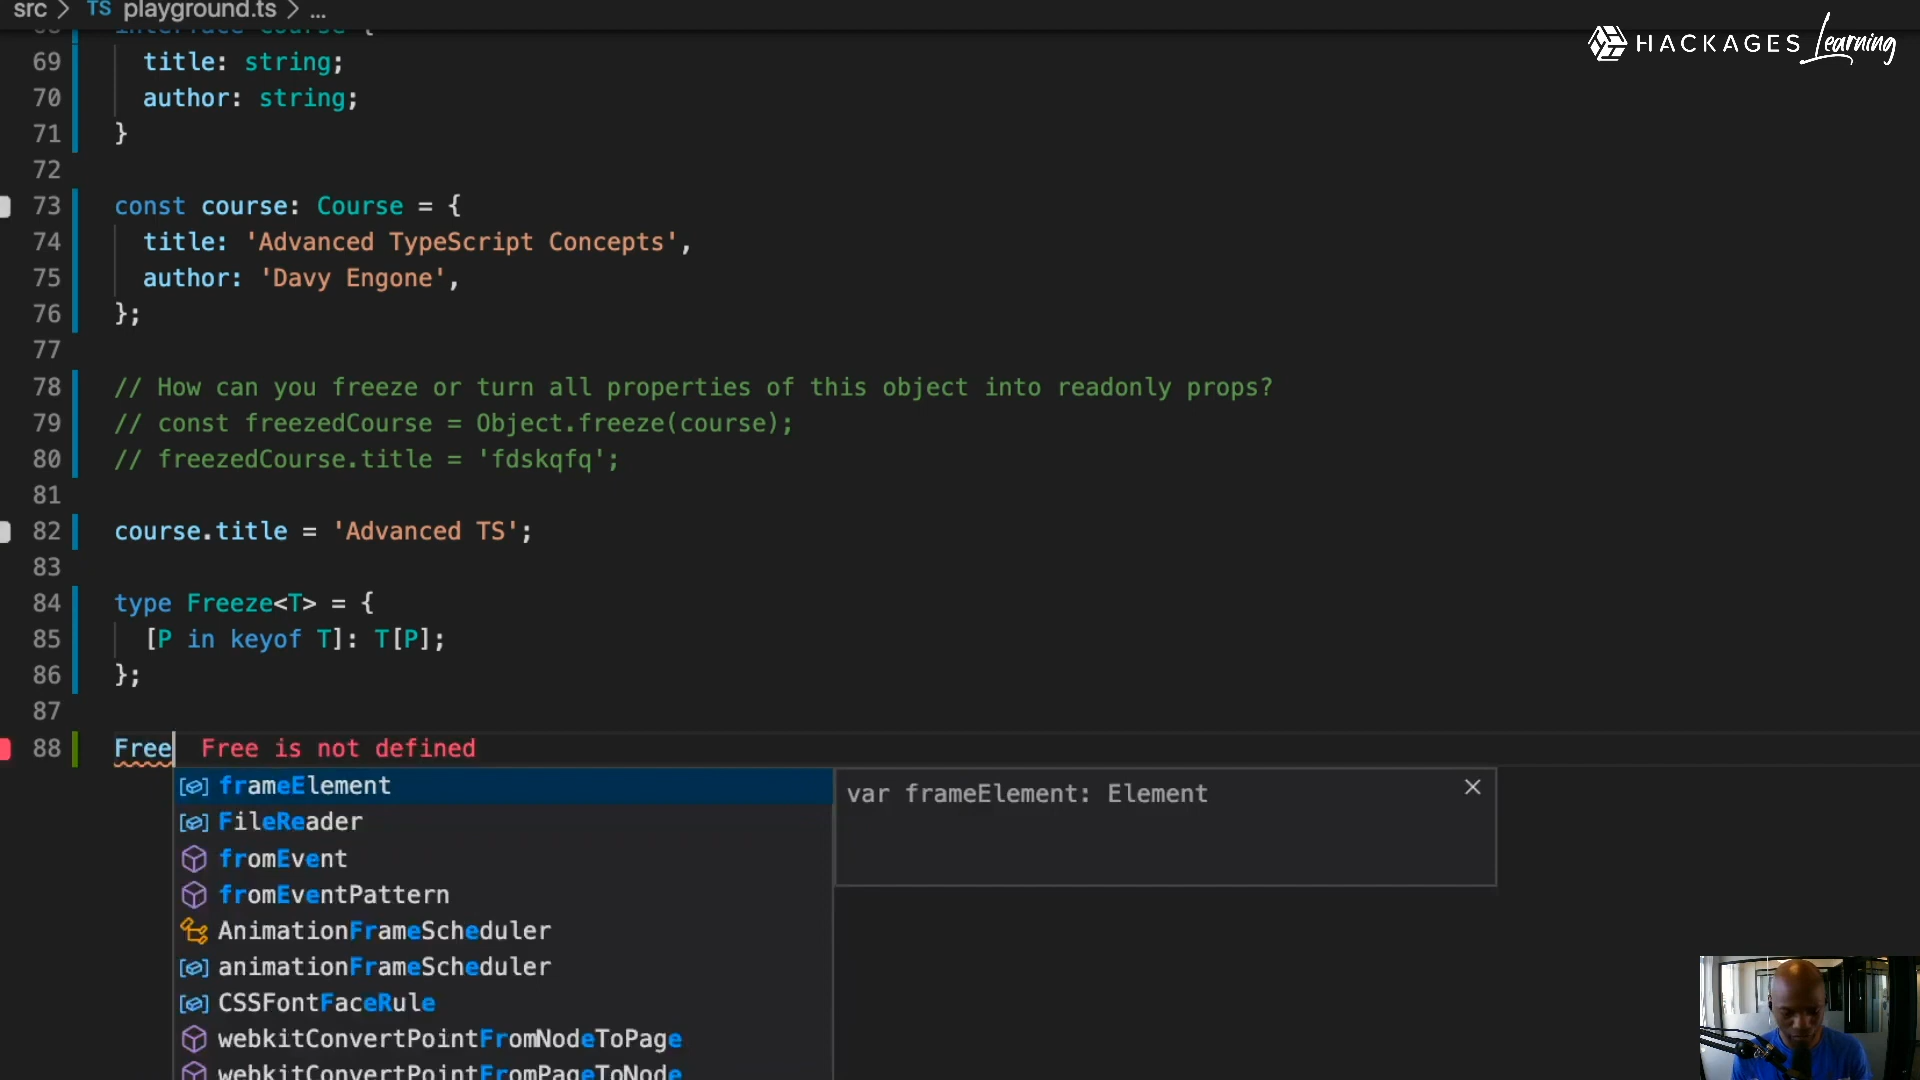 src > TS playground.ts > ...
HACKAGES Learning
68 interface Course {
69 title: string;
70 author: string;
71 }
72
73 const course: Course = {
74 title: 'Advanced TypeScript Concepts',
75 author: 'Davy Engone',
76 };
77
78 // How can you freeze or turn all properties of this object into readonly props?
79 // const freezedCourse = Object.freeze(course);
80 // freezedCourse.title = 'fdskqfq';
81
82 course.title = 'Advanced TS';
83
84 type Freeze<T> = {
85 [P in keyof T]: T[P];
86 };
87
88 Free Free is not defined
frameElement
var frameElement: Element
FileReader
fromEvent
fromEventPattern
AnimationFrameScheduler
animationFrameScheduler
CSSFontFaceRule
webkitConvertPointFromNodeToPage
webkitConvertPointFromPageToNode